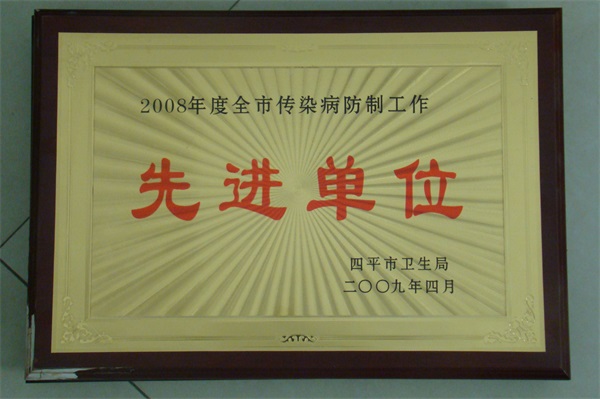 2008年度全市传染病防制工作
先进单位
四平市卫生局
二〇〇九年四月